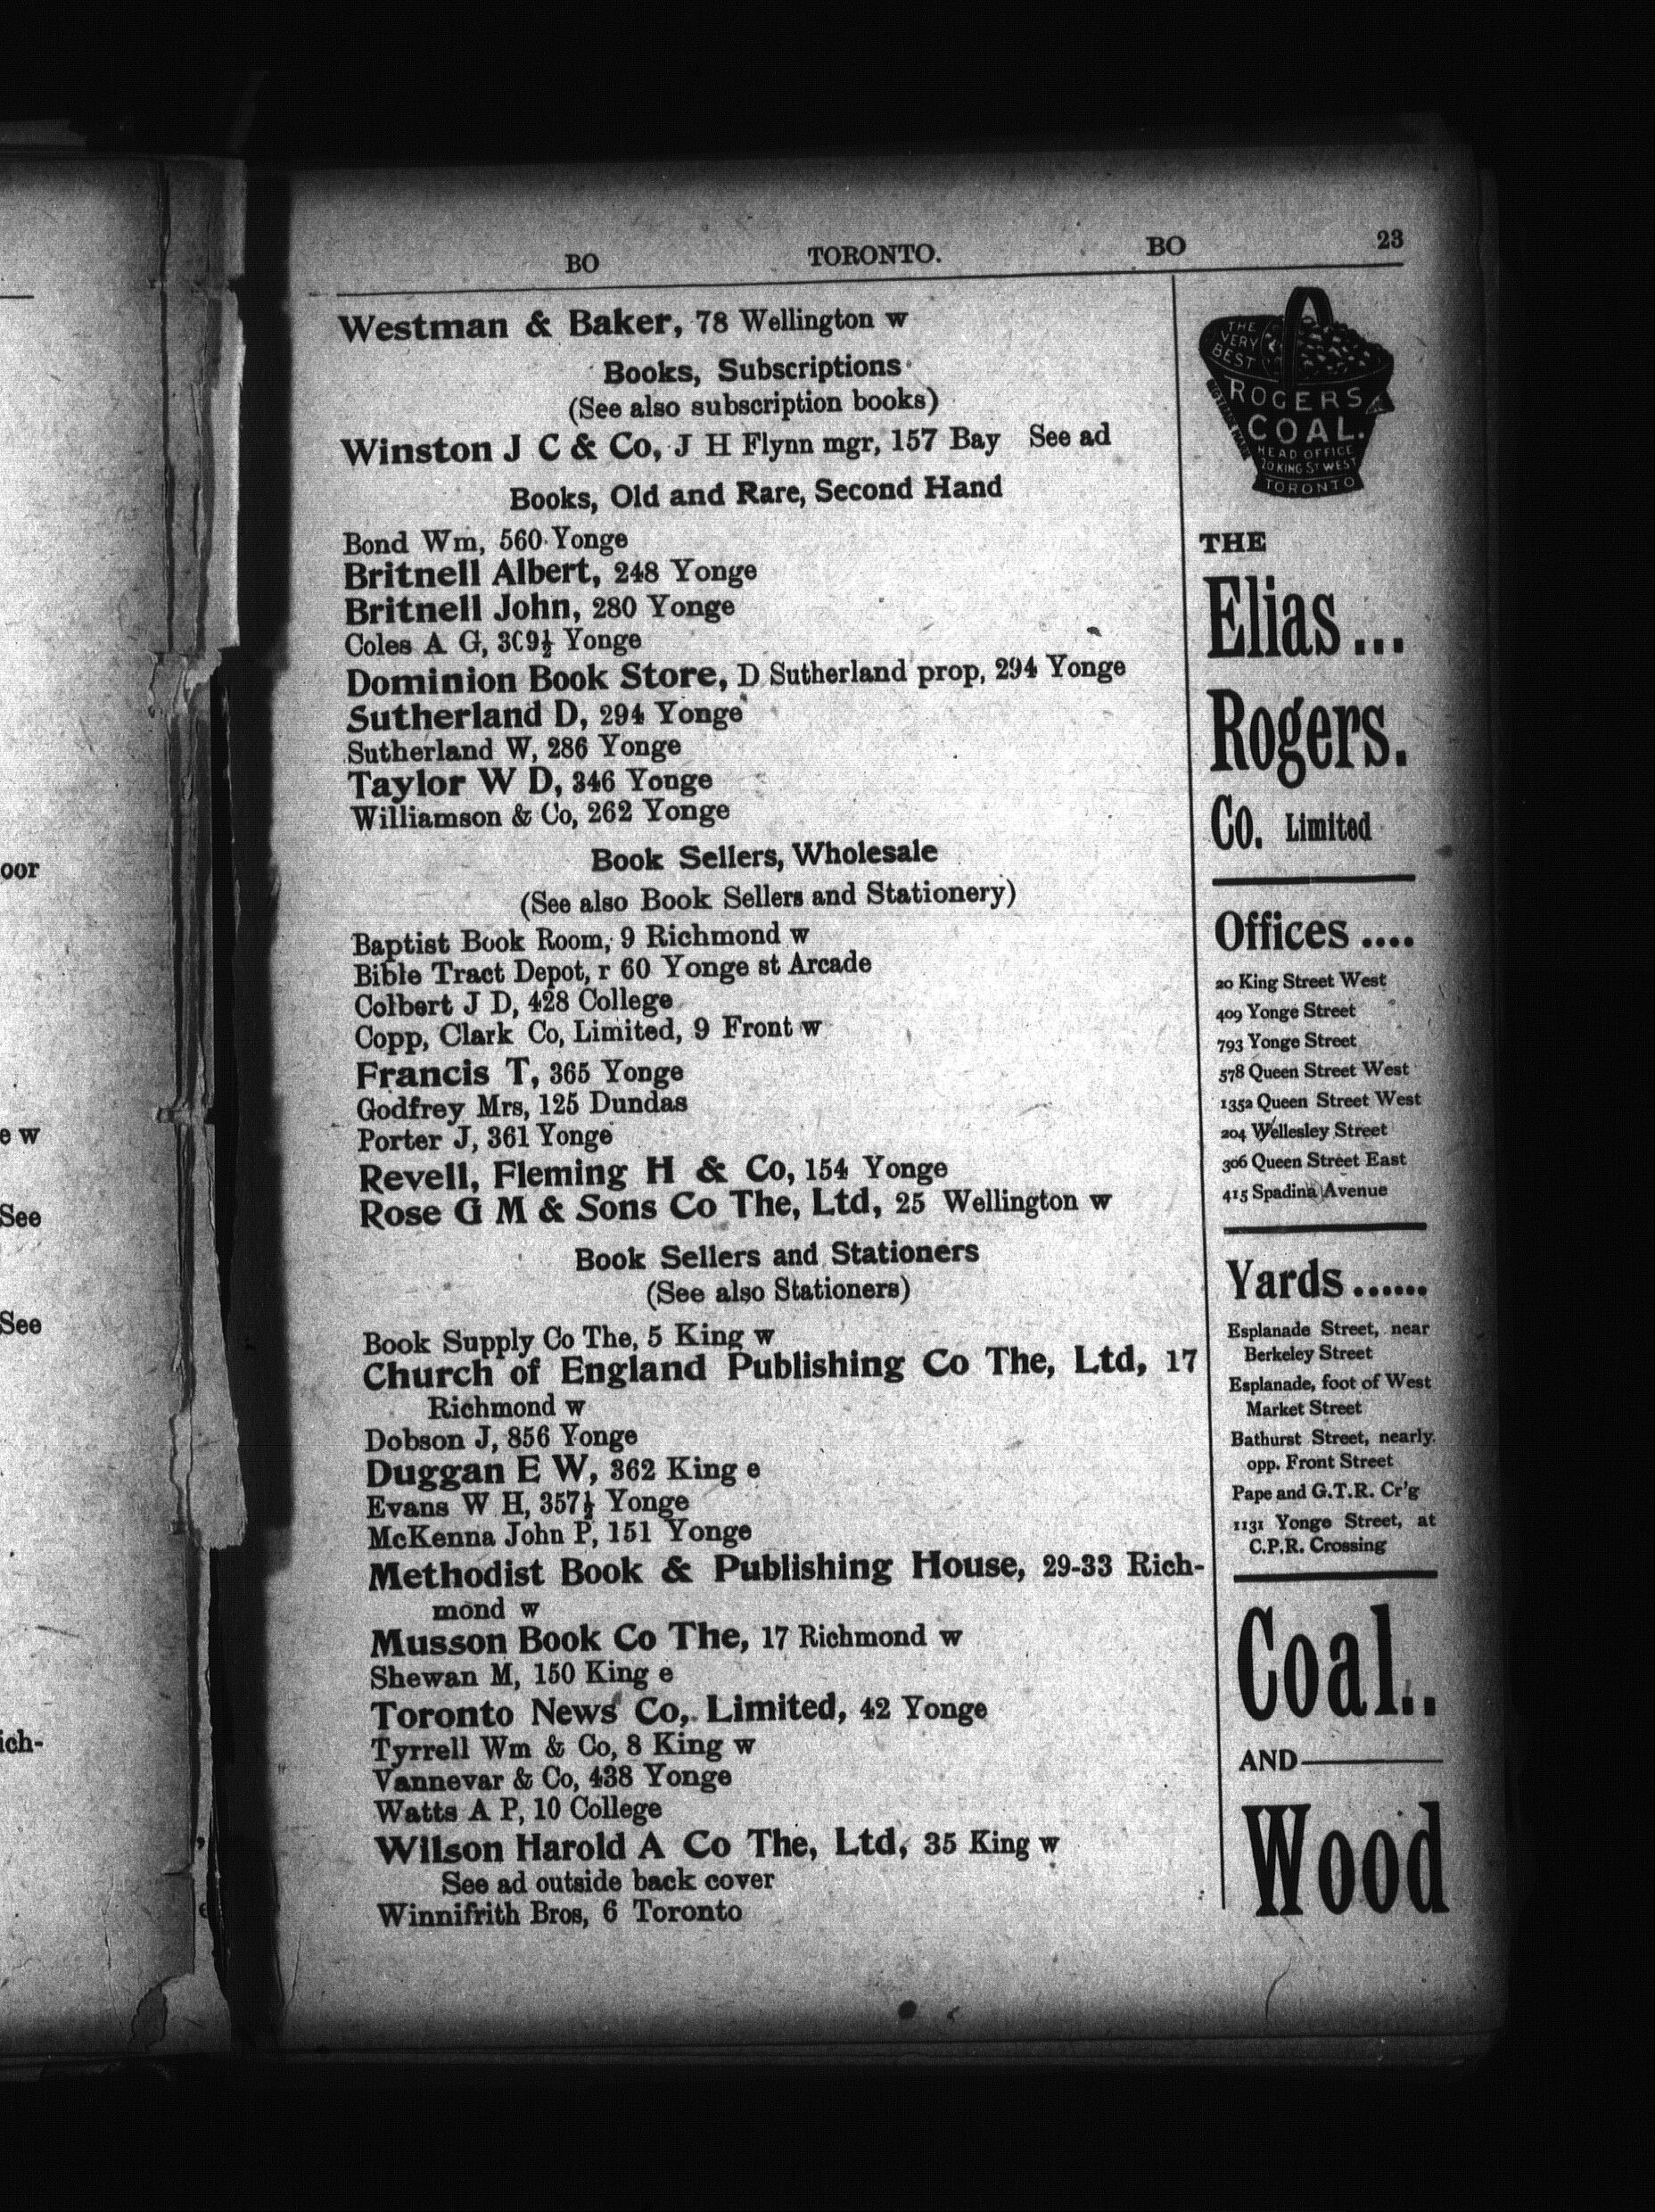 oor
e w
See
See
ich-
BO TORONTO. BO 23
Westman & Baker, 78 Wellington w
Books, Subscriptions
(See also subscription books)
Winston J C & Co, J H Flynn mgr, 157 Bay See ad
Books, Old and Rare, Second Hand
Bond Wm, 560 Yonge
Britnell Albert, 248 Yonge
Britnell John, 280 Yonge
Coles A G, 309½ Yonge
Dominion Book Store, D Sutherland prop, 294 Yonge
Sutherland D, 294 Yonge
Sutherland W, 286 Yonge
Taylor W D, 346 Yonge
Williamson & Co, 262 Yonge
Book Sellers, Wholesale
(See also Book Sellers and Stationery)
Baptist Book Room, 9 Richmond w
Bible Tract Depot, r 60 Yonge st Arcade
Colbert J D, 428 College
Copp, Clark Co, Limited, 9 Front w
Francis T, 365 Yonge
Godfrey Mrs, 125 Dundas
Porter J, 361 Yonge
Revell, Fleming H & Co, 154 Yonge
Rose G M & Sons Co The, Ltd, 25 Wellington w
Book Sellers and Stationers
(See also Stationers)
Book Supply Co The, 5 King w
Church of England Publishing Co The, Ltd, 17
Richmond w
Dobson J, 856 Yonge
Duggan E W, 362 King e
Evans W H, 357½ Yonge
McKenna John P, 151 Yonge
Methodist Book & Publishing House, 29-33 Rich-
mond w
Musson Book Co The, 17 Richmond w
Shewan M, 150 King e
Toronto News Co, Limited, 42 Yonge
Tyrrell Wm & Co, 8 King w
Vannevar & Co, 438 Yonge
Watts A P, 10 College
Wilson Harold A Co The, Ltd, 35 King w
See ad outside back cover
Winnifrith Bros, 6 Toronto
THE
VERY
BEST
ROGERS
COAL.
HEAD OFFICE
20 KING ST WEST
TORONTO
THE
Elias...
Rogers.
Co. Limited
Offices....
20 King Street West
409 Yonge Street
793 Yonge Street
578 Queen Street West
1352 Queen Street West
204 Wellesley Street
306 Queen Street East
415 Spadina Avenue
Yards......
Esplanade Street, near
Berkeley Street
Esplanade, foot of West
Market Street
Bathurst Street, nearly
opp. Front Street
Pape and G.T.R. Cr'g
1131 Yonge Street, at
C.P.R. Crossing
Coal..
AND
Wood